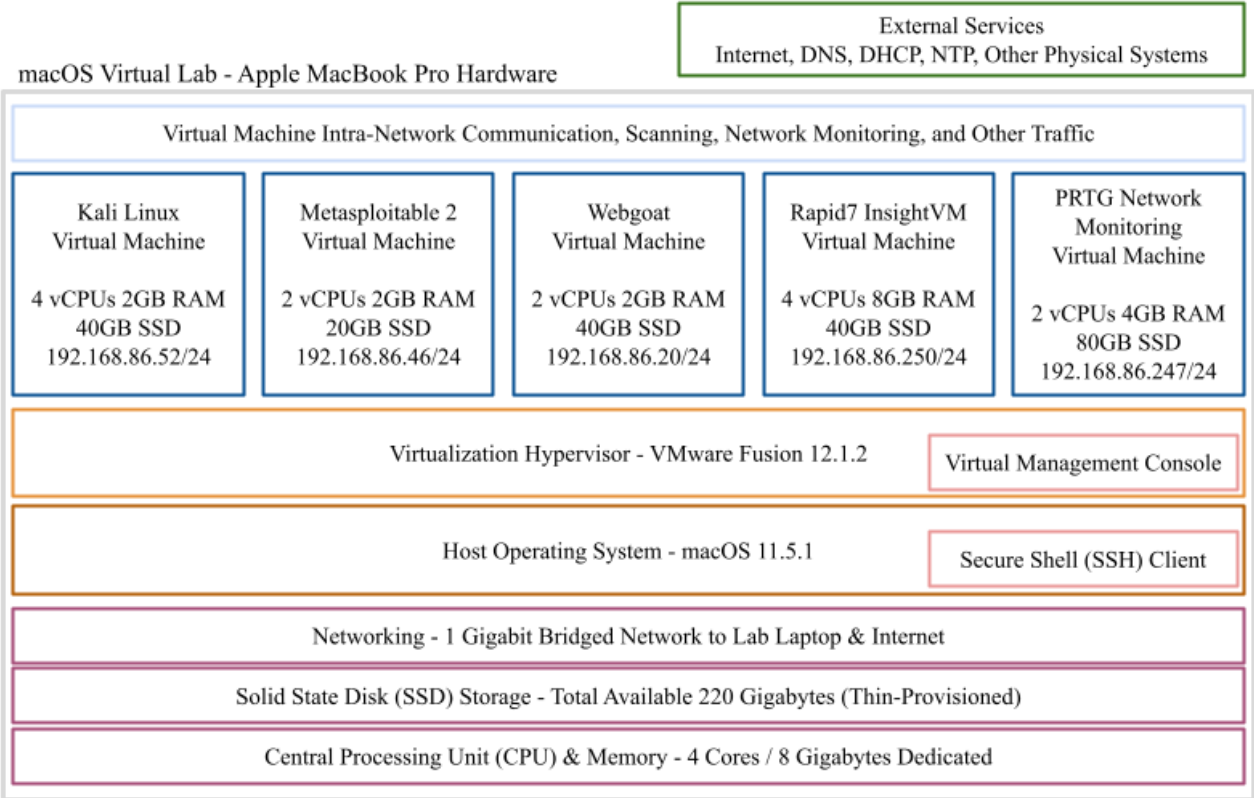 External Services
Internet, DNS, DHCP, NTP, Other Physical Systems
macOS Virtual Lab - Apple MacBook Pro Hardware
Virtual Machine Intra-Network Communication, Scanning, Network Monitoring, and Other Traffic
Kali Linux
Virtual Machine
4 vCPUs 2GB RAM
40GB SSD
192.168.86.52/24
Metasploitable 2
Virtual Machine
2 vCPUs 2GB RAM
20GB SSD
192.168.86.46/24
Webgoat
Virtual Machine
2 vCPUs 2GB RAM
40GB SSD
192.168.86.20/24
Rapid7 InsightVM
Virtual Machine
4 vCPUs 8GB RAM
40GB SSD
192.168.86.250/24
PRTG Network
Monitoring
Virtual Machine
2 vCPUs 4GB RAM
80GB SSD
192.168.86.247/24
Virtualization Hypervisor - VMware Fusion 12.1.2
Virtual Management Console
Host Operating System - macOS 11.5.1
Secure Shell (SSH) Client
Networking - 1 Gigabit Bridged Network to Lab Laptop & Internet
Solid State Disk (SSD) Storage - Total Available 220 Gigabytes (Thin-Provisioned)
Central Processing Unit (CPU) & Memory - 4 Cores / 8 Gigabytes Dedicated